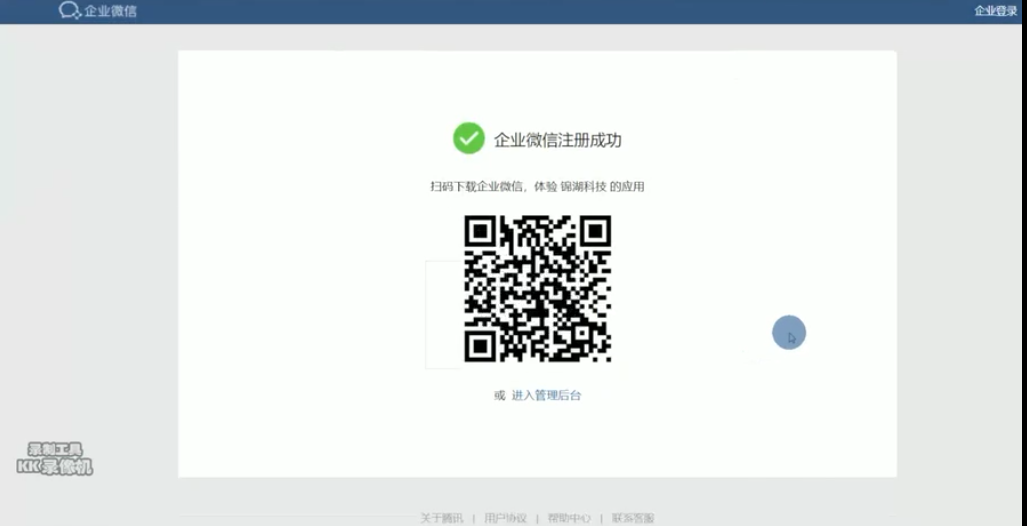 企业微信
企业登录
企业微信注册成功
扫码下载企业微信，体验 锦湖科技 的应用
或 进入管理后台
录制工具
KK录像机
关于腾讯 | 用户协议 | 帮助中心 | 联系客服